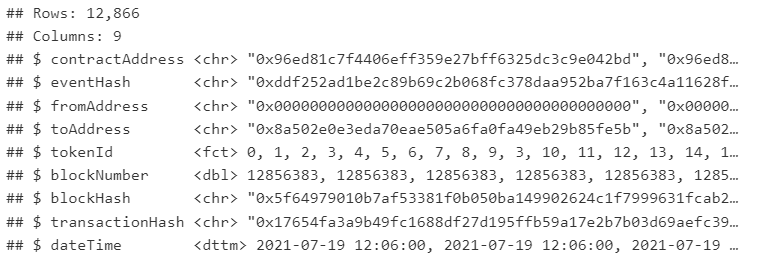 ## Rows: 12,866
## Columns: 9
## $ contractAddress <chr> "0x96ed81c7f4406eff359e27bff6325dc3c9e042bd", "0x96ed8…
## $ eventHash       <chr> "0xddf252ad1be2c89b69c2b068fc378daa952ba7f163c4a11628f…
## $ fromAddress     <chr> "0x0000000000000000000000000000000000000000", "0x00000…
## $ toAddress       <chr> "0x8a502e0e3eda70eae505a6fa0fa49eb29b85fe5b", "0x8a502…
## $ tokenId         <fct> 0, 1, 2, 3, 4, 5, 6, 7, 8, 9, 3, 10, 11, 12, 13, 14, 1…
## $ blockNumber     <dbl> 12856383, 12856383, 12856383, 12856383, 12856383, 1285…
## $ blockHash       <chr> "0x5f64979010b7af53381f0b050ba149902624c1f7999631fcab2…
## $ transactionHash <chr> "0x17654fa3a9b49fc1688df27d195ffb59a17e2b7b03d69aefc39…
## $ dateTime        <dttm> 2021-07-19 12:06:00, 2021-07-19 12:06:00, 2021-07-19 …